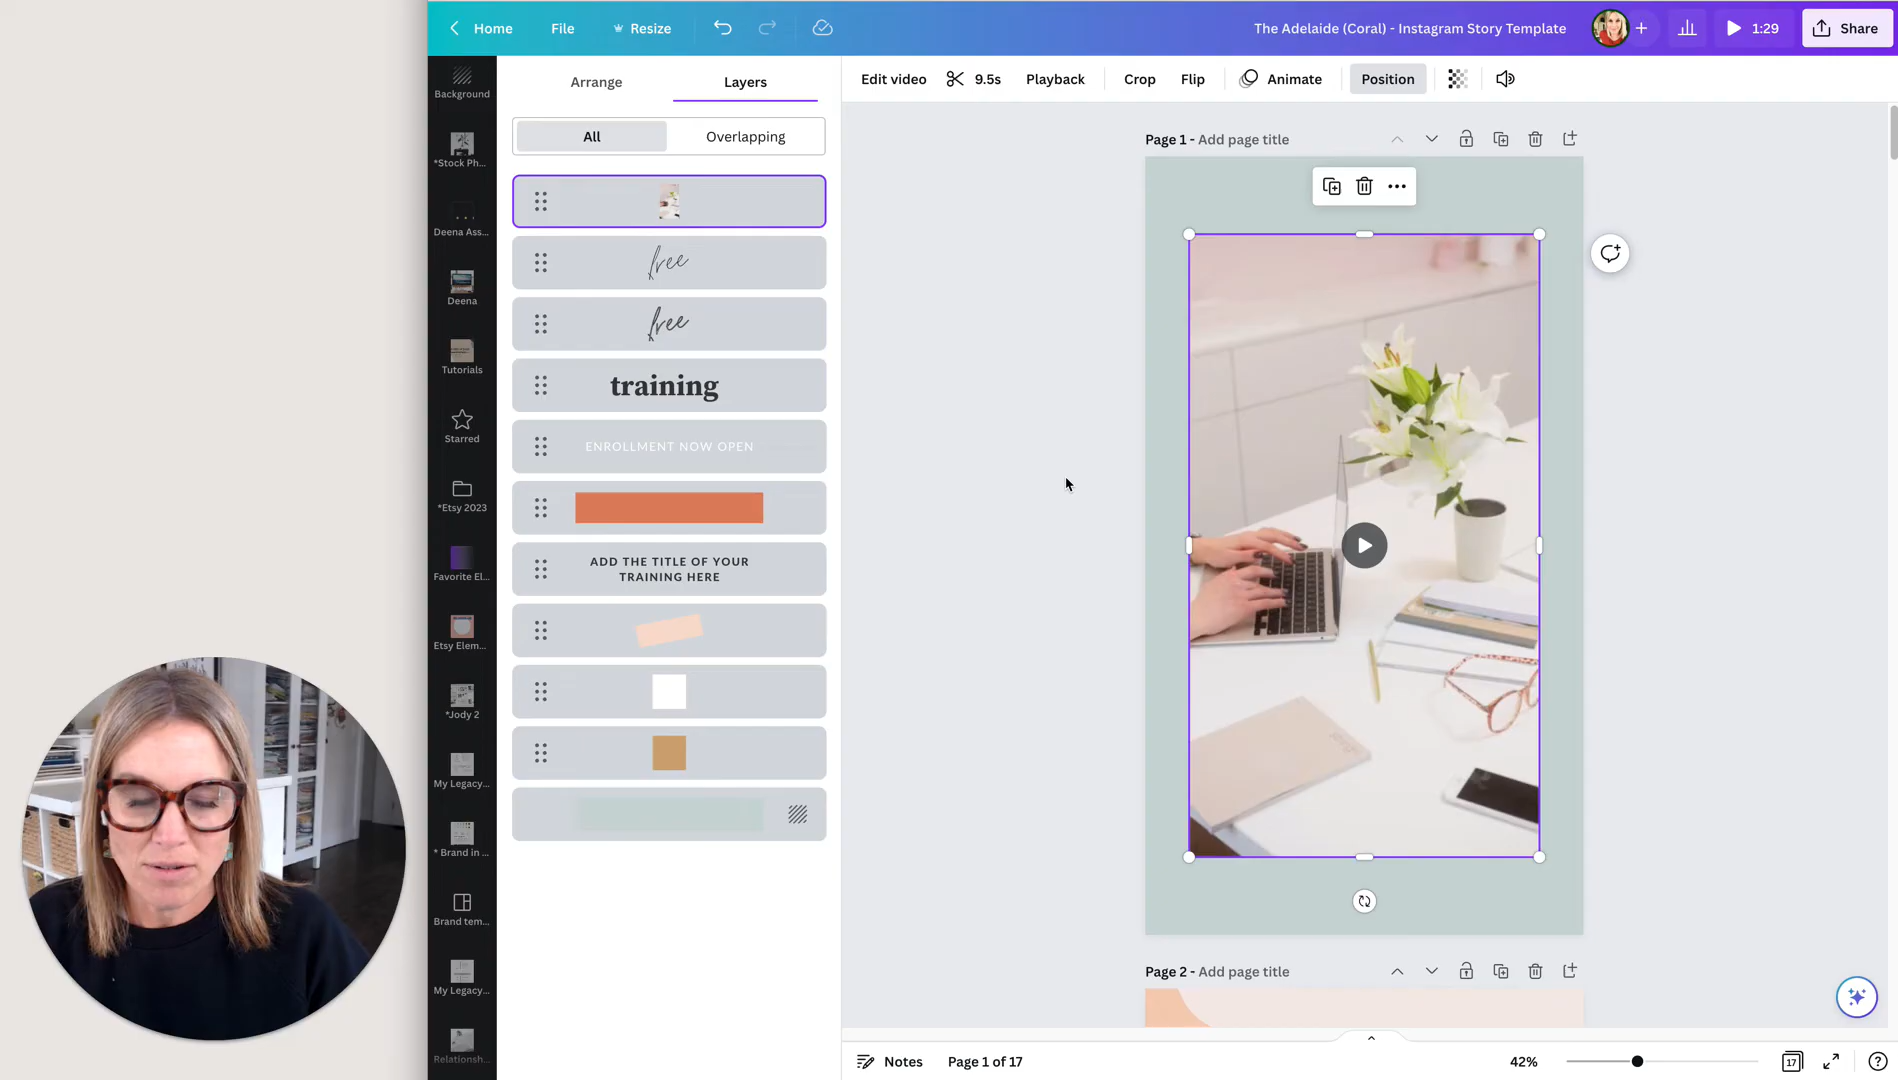 Home
File
Resize
The Adelaide (Coral) - Instagram Story Template
1:29
Share
Background
*Stock Ph...
Deena Ass...
Deena
Tutorials
Starred
*Etsy 2023
Favorite El...
Etsy Elem...
*Jody 2
My Legacy...
* Brand in ...
Brand tem...
My Legacy...
Relationsh...
Arrange
Layers
All
Overlapping
free
free
training
ENROLLMENT NOW OPEN
ADD THE TITLE OF YOUR
TRAINING HERE
Edit video
9.5s
Playback
Crop
Flip
Animate
Position
Page 1 - Add page title
Page 2 - Add page title
Notes
Page 1 of 17
42%
17